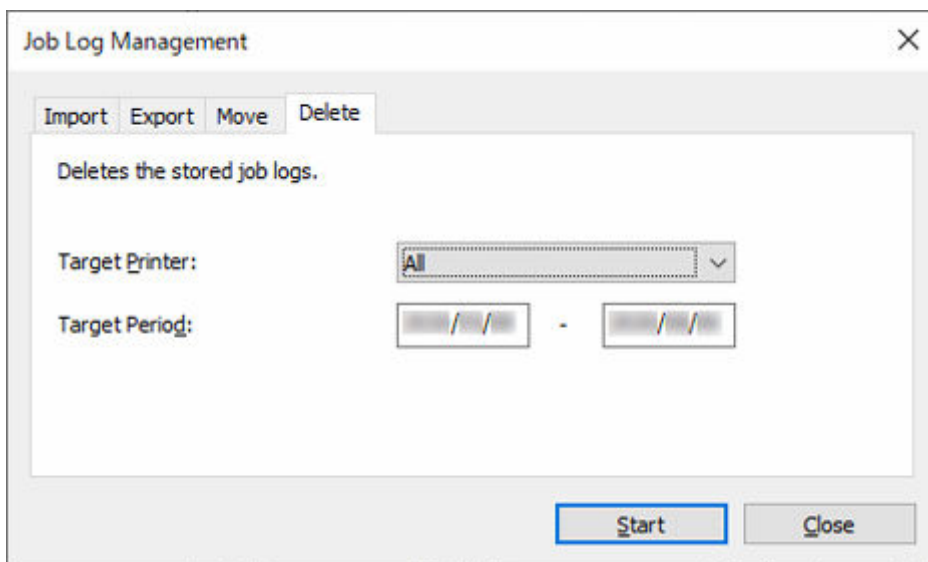 Job Log Management
Import Export Move Delete
Deletes the stored job logs.
Target Printer: All
Target Period: / / - / /
Start Close